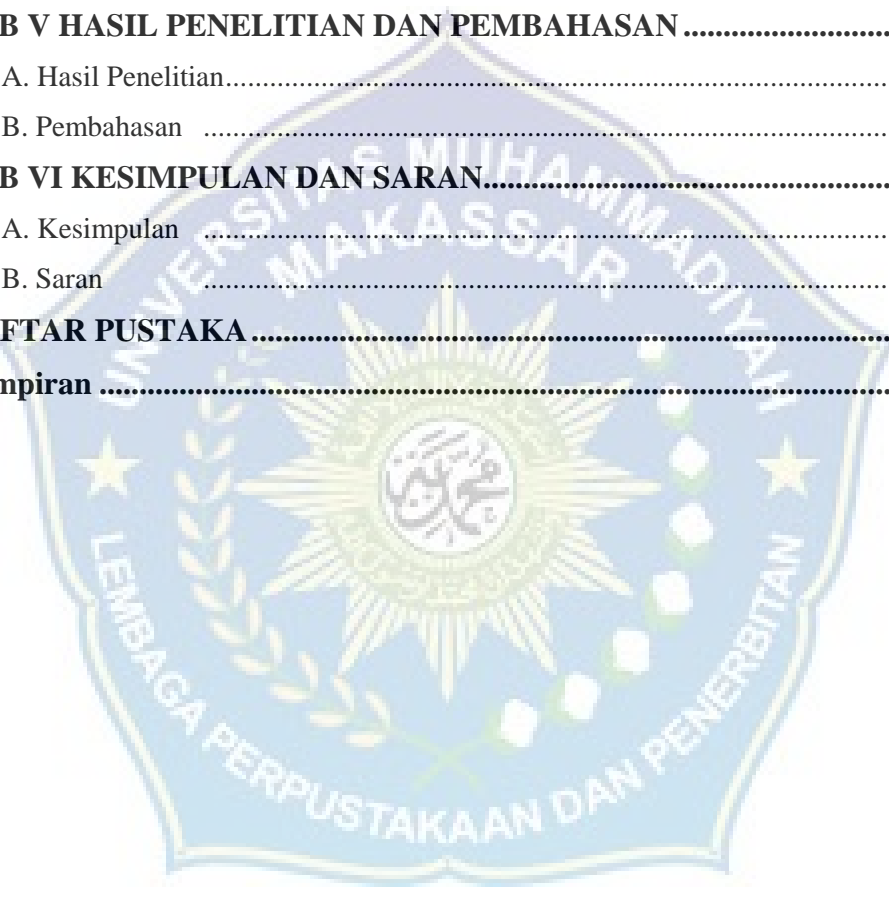 B V HASIL PENELITIAN DAN PEMBAHASAN ........................
A. Hasil Penelitian........................................................................
B. Pembahasan ........................................................................
B VI KESIMPULAN DAN SARAN........................................
A. Kesimpulan ........................................................................
B. Saran ........................................................................
FTAR PUSTAKA ........................................................................
mpiran ........................................................................
UNIVERSITAS MUHAMMADIYAH
MAKASSAR
LEMBAGA PERPUSTAKAAN DAN PENERBITAN
محمد